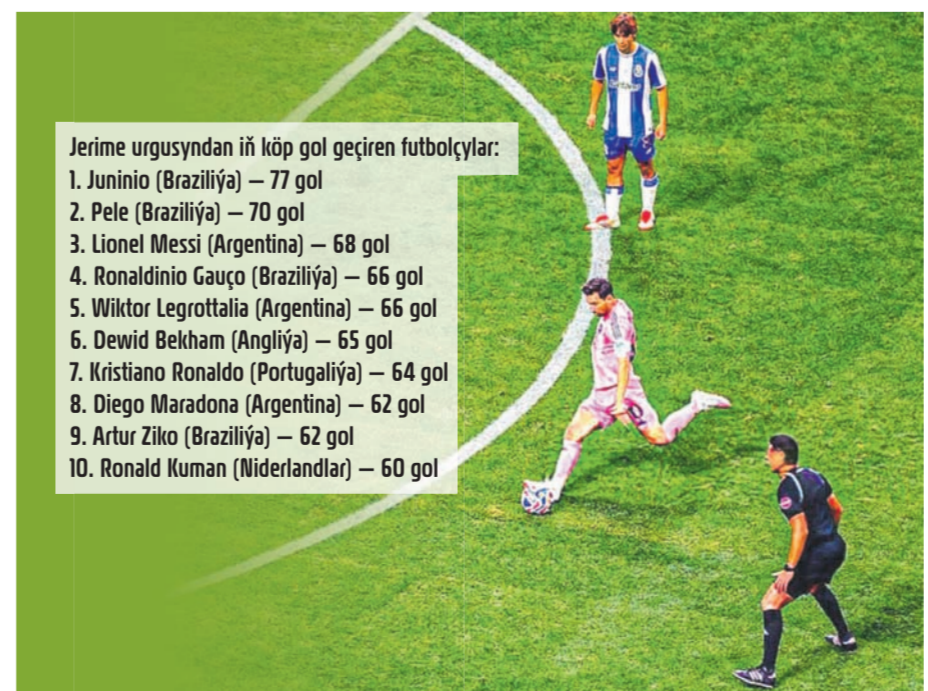 Jerime urgusyndan iň köp gol geçiren futbolçylar:
1. Juninio (Braziliýa) — 77 gol
2. Pele (Braziliýa) — 70 gol
3. Lionel Messi (Argentina) — 68 gol
4. Ronaldinio Gauço (Braziliýa) — 66 gol
5. Wiktor Legrottalia (Argentina) — 66 gol
6. Dewid Bekham (Angliýa) — 65 gol
7. Kristiano Ronaldo (Portugaliýa) — 64 gol
8. Diego Maradona (Argentina) — 62 gol
9. Artur Ziko (Braziliýa) — 62 gol
10. Ronald Kuman (Niderlandlar) — 60 gol